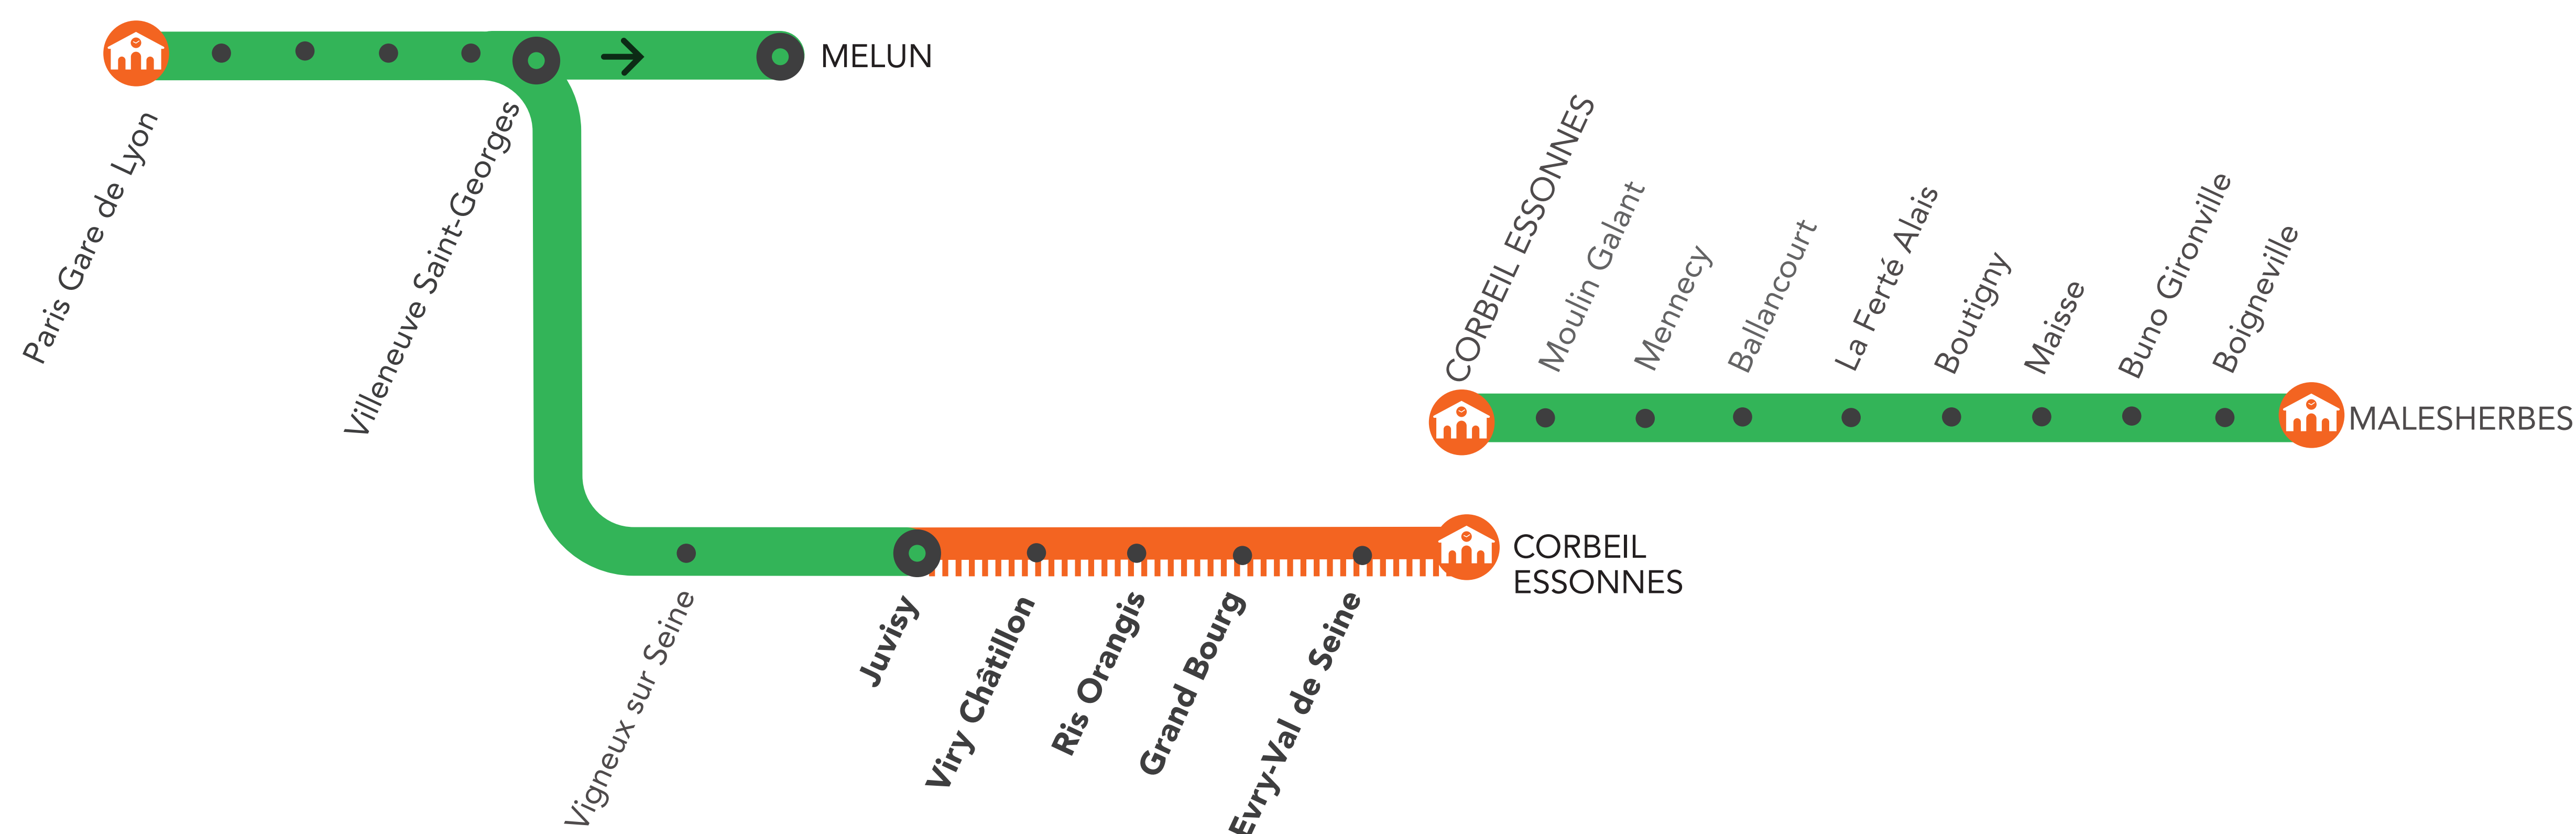 MELUN
Paris Gare de Lyon
Villeneuve Saint-Georges
CORBEIL ESSONNES
Moulin Galant
Mennecy
Ballancourt
La Ferté Alais
Boutigny
Maisse
Buno Gironville
Boigneville
MALESHERBES
CORBEIL
ESSONNES
Vigneux sur Seine
Juvisy
Viry Châtillon
Ris Orangis
Grand Bourg
Evry-Val de Seine